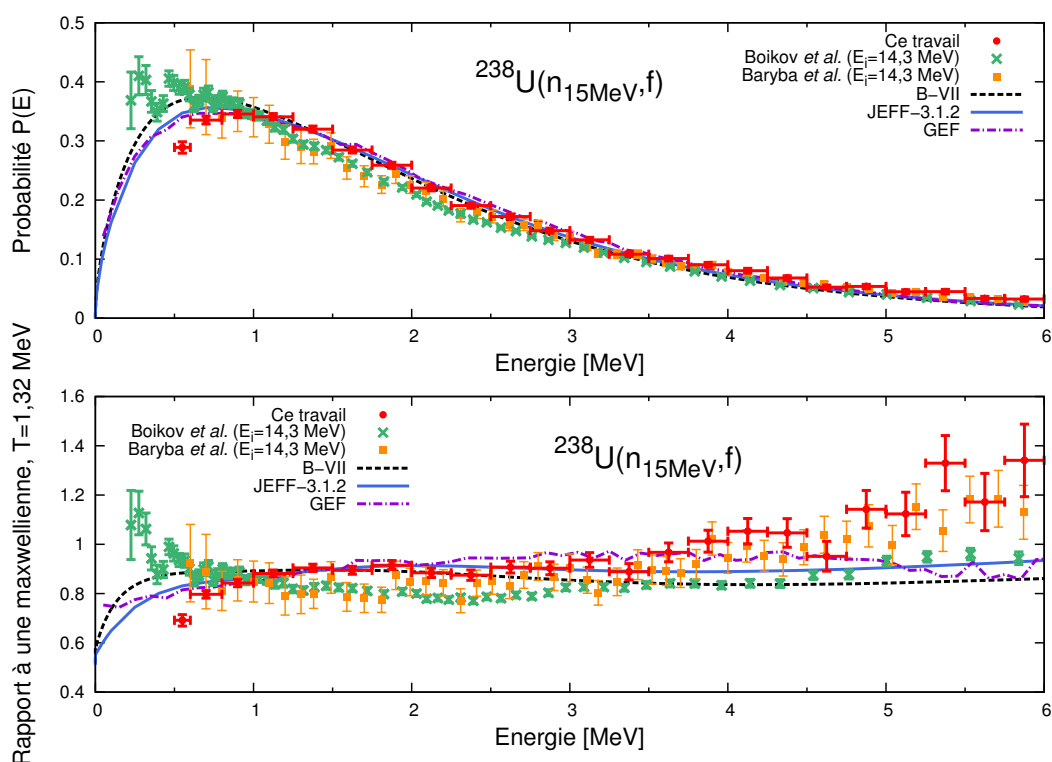 Probabilité P(E)
0.5
0.4
0.3
0.2
0.1
0
²³⁸U(n₁₅MeV,f)
Ce travail
Boikov et al. (Eᵢ=14,3 MeV)
Baryba et al. (Eᵢ=14,3 MeV)
B−VII
JEFF−3.1.2
GEF
0 1 2 3 4 5 6
Energie [MeV]
Rapport à une maxwellienne, T=1,32 MeV
1.6
1.4
1.2
1
0.8
0.6
0.4
Ce travail
Boikov et al. (Eᵢ=14,3 MeV)
Baryba et al. (Eᵢ=14,3 MeV)
B−VII
JEFF−3.1.2
GEF
²³⁸U(n₁₅MeV,f)
0 1 2 3 4 5 6
Energie [MeV]